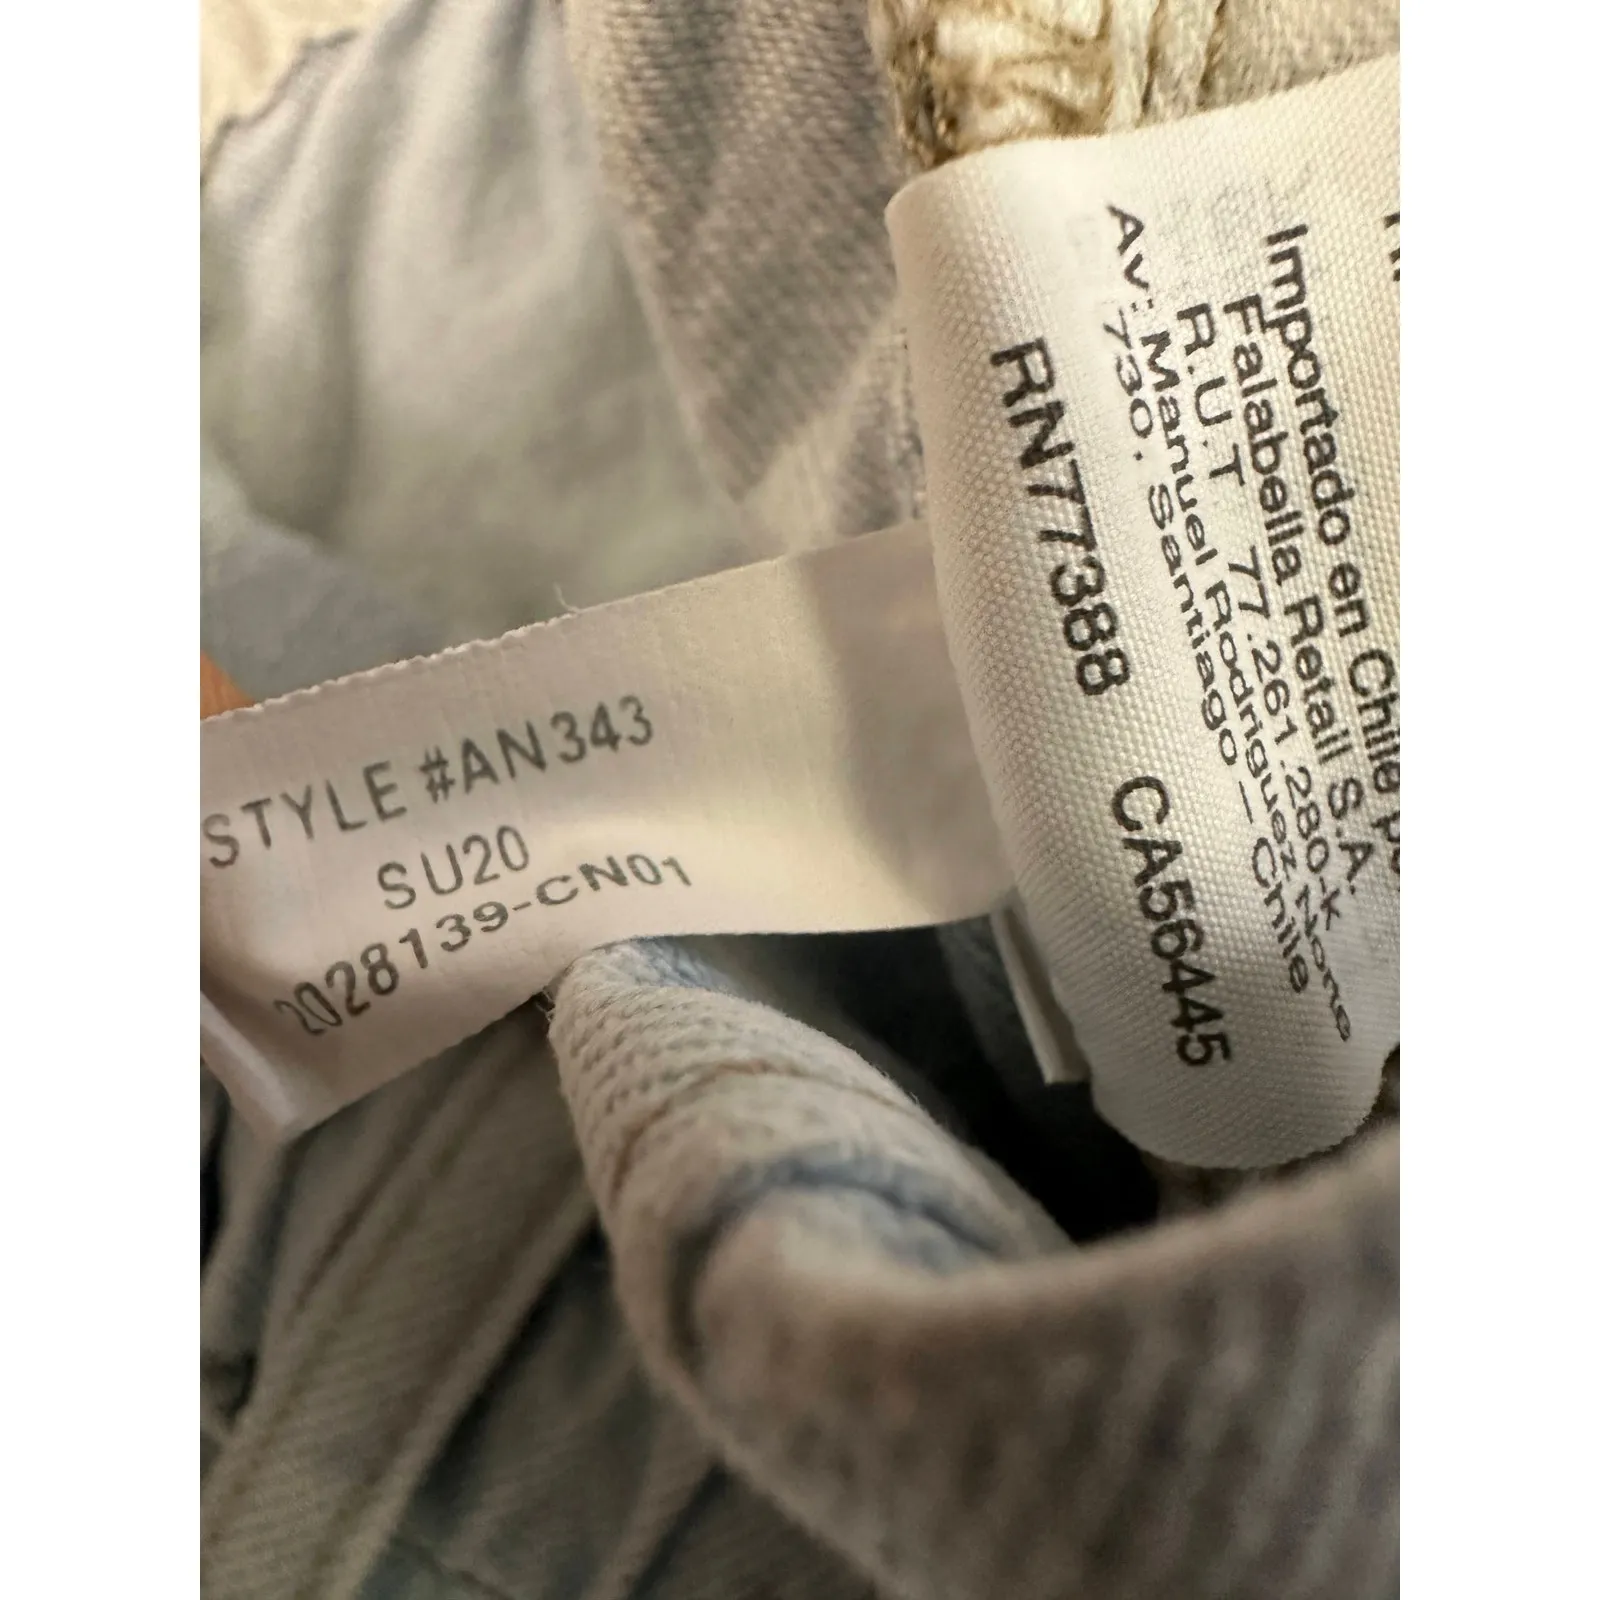 STYLE #AN343
SU20
2028139-CN01
Importado en Chile
Falabella Retail S.A.
R.U.T 77.261.280-k
Av: Manuel Rodriguez Norte
730. Santiago – Chile
RN77388 CA56445